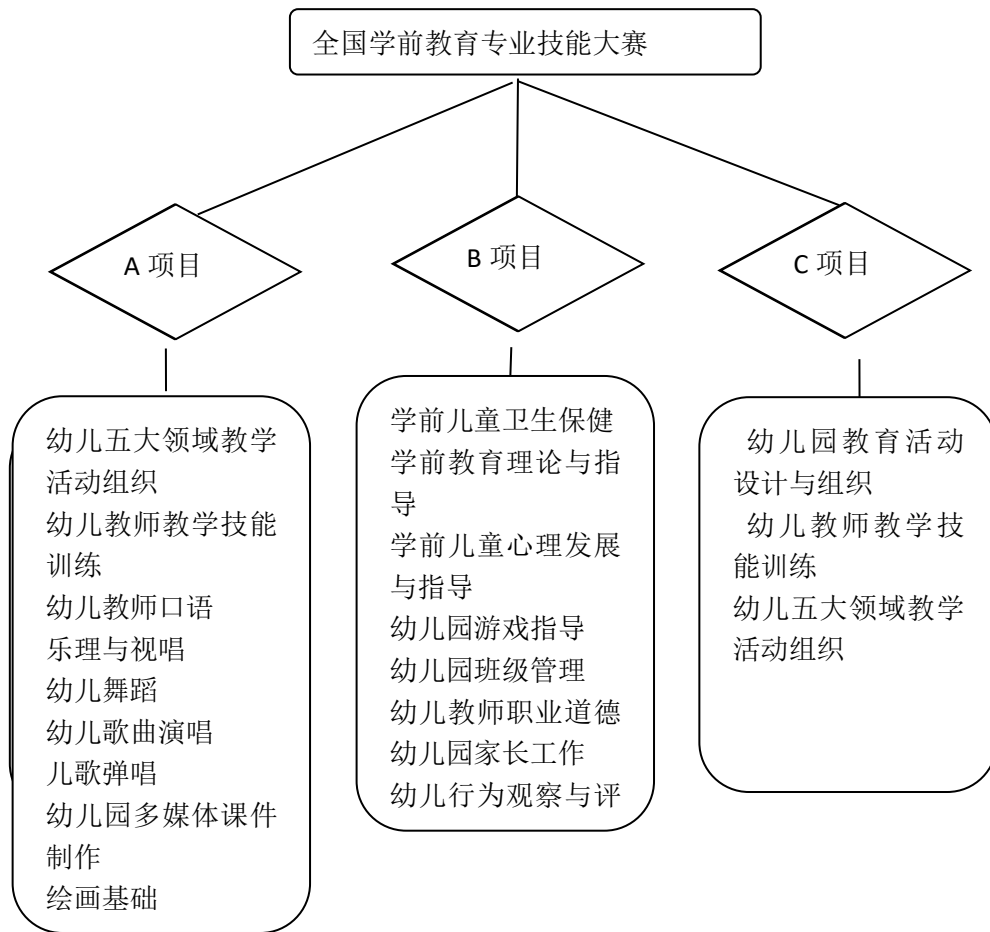 全国学前教育专业技能大赛
A 项目
B 项目
C 项目
幼儿五大领域教学
活动组织
幼儿教师教学技能
训练
幼儿教师口语
乐理与视唱
幼儿舞蹈
幼儿歌曲演唱
儿歌弹唱
幼儿园多媒体课件
制作
绘画基础
学前儿童卫生保健
学前教育理论与指
导
学前儿童心理发展
与指导
幼儿园游戏指导
幼儿园班级管理
幼儿教师职业道德
幼儿园家长工作
幼儿行为观察与评
幼儿园教育活动
设计与组织
幼儿教师教学技
能训练
幼儿五大领域教学
活动组织